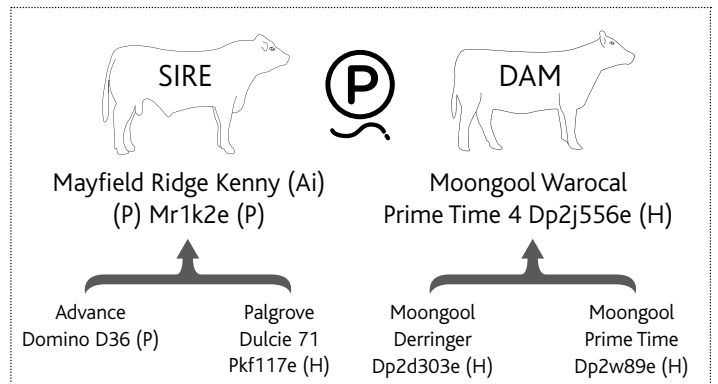 SIRE
P
DAM
Mayfield Ridge Kenny (Ai)
(P) Mr1k2e (P)
Moongool Warocal
Prime Time 4 Dp2j556e (H)
Advance
Domino D36 (P)
Palgrove
Dulcie 71
Pkf117e (H)
Moongool
Derringer
Dp2d303e (H)
Moongool
Prime Time
Dp2w89e (H)